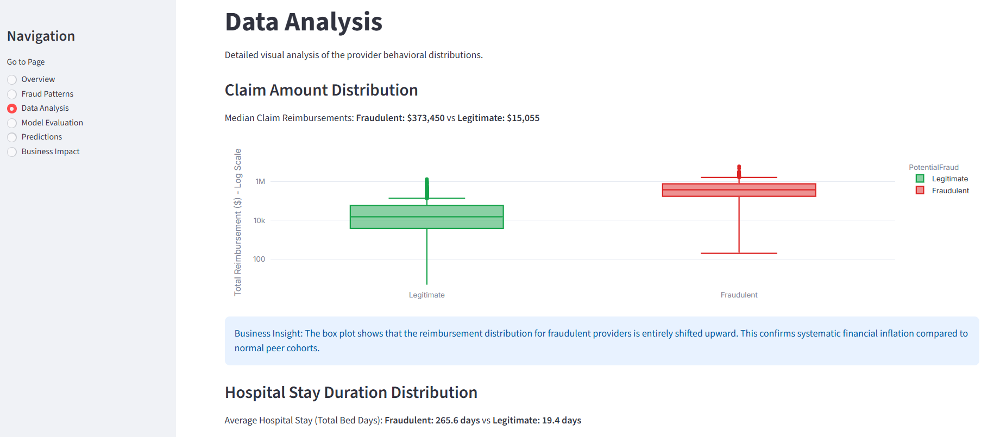 Navigation
Go to Page
Overview
Fraud Patterns
Data Analysis
Model Evaluation
Predictions
Business Impact
Data Analysis
Detailed visual analysis of the provider behavioral distributions.
Claim Amount Distribution
Median Claim Reimbursements: Fraudulent: $373,450 vs Legitimate: $15,055
Total Reimbursement ($) - Log Scale
1M
10k
100
Legitimate
Fraudulent
PotentialFraud
Legitimate
Fraudulent
Business Insight: The box plot shows that the reimbursement distribution for fraudulent providers is entirely shifted upward. This confirms systematic financial inflation compared to
normal peer cohorts.
Hospital Stay Duration Distribution
Average Hospital Stay (Total Bed Days): Fraudulent: 265.6 days vs Legitimate: 19.4 days